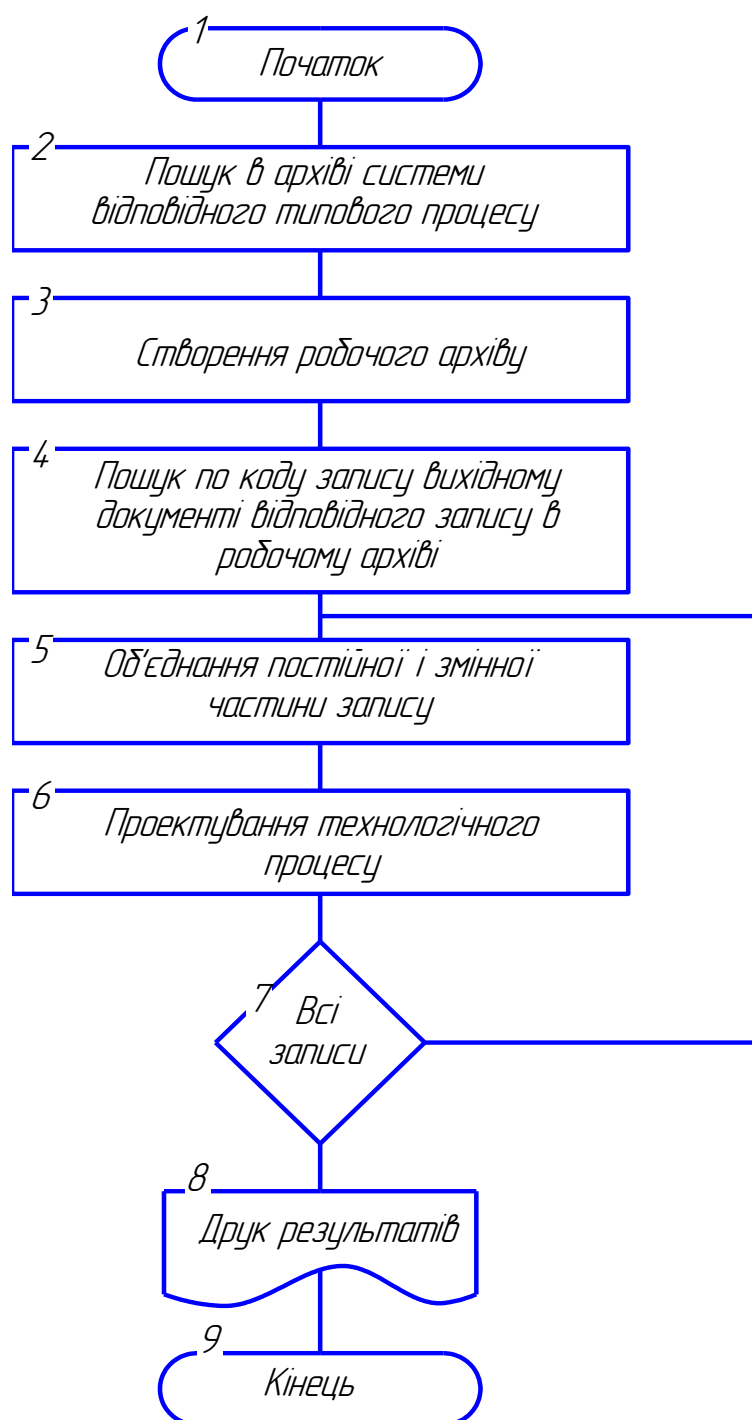 1
Початок
2
Пошук в архіві системи
відповідного типового процесу
3
Створення робочого архіву
4
Пошук по коду запису вихідному
документі відповідного запису в
робочому архіві
5
Об'єднання постійної і змінної
частини запису
6
Проектування технологічного
процесу
7
Всі
записи
8
Друк результатів
9
Кінець